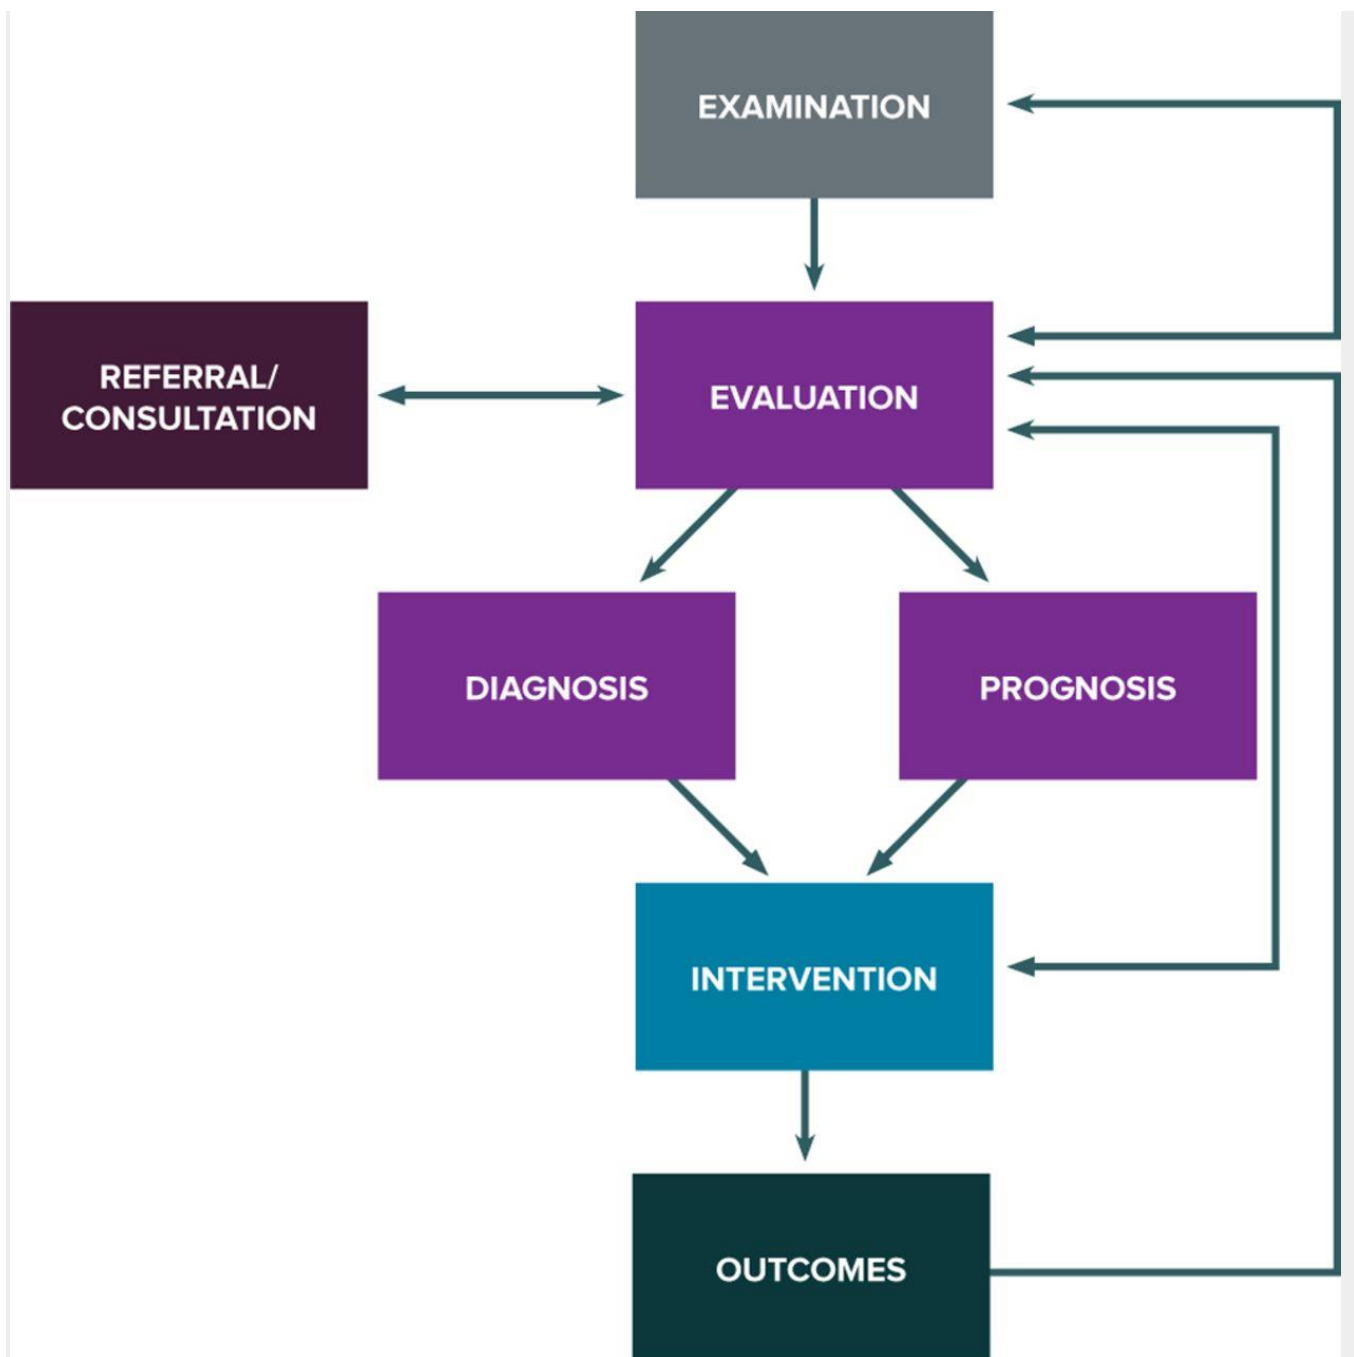 EXAMINATION
REFERRAL/
CONSULTATION
EVALUATION
DIAGNOSIS
PROGNOSIS
INTERVENTION
OUTCOMES